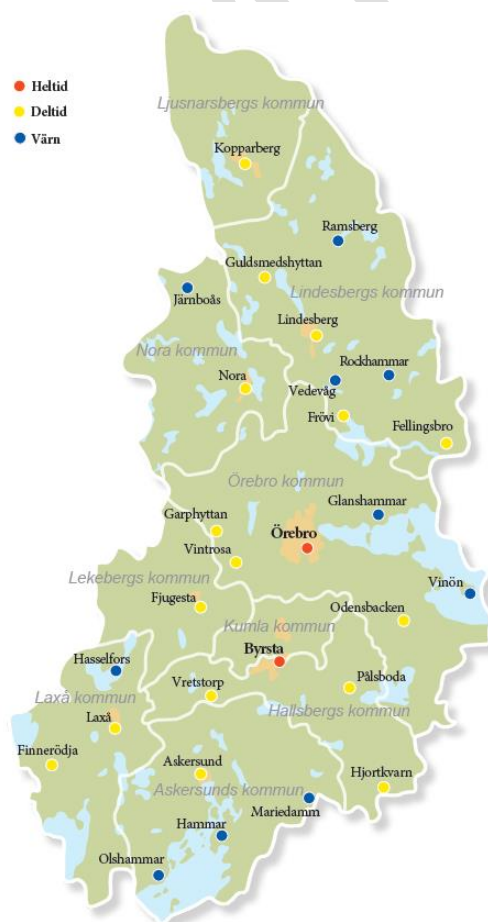 Heltid
Deltid
Värn
Ljusnarsbergs kommun
Kopparberg
Ramsberg
Guldsmedshyttan
Järnboås
Lindesbergs kommun
Lindesberg
Nora kommun
Rockhammar
Nora
Vedevåg
Frövi
Fellingsbro
Örebro kommun
Glanshammar
Garphyttan
Örebro
Vintrosa
Lekebergs kommun
Vinön
Fjugesta
Odensbacken
Kumla kommun
Byrsta
Hasselfors
Vretstorp
Pålsboda
Laxå kommun
Hallsbergs kommun
Laxå
Finnerödja
Askersund
Hjortkvarn
Askersunds kommun
Mariedamm
Hammar
Olshammar